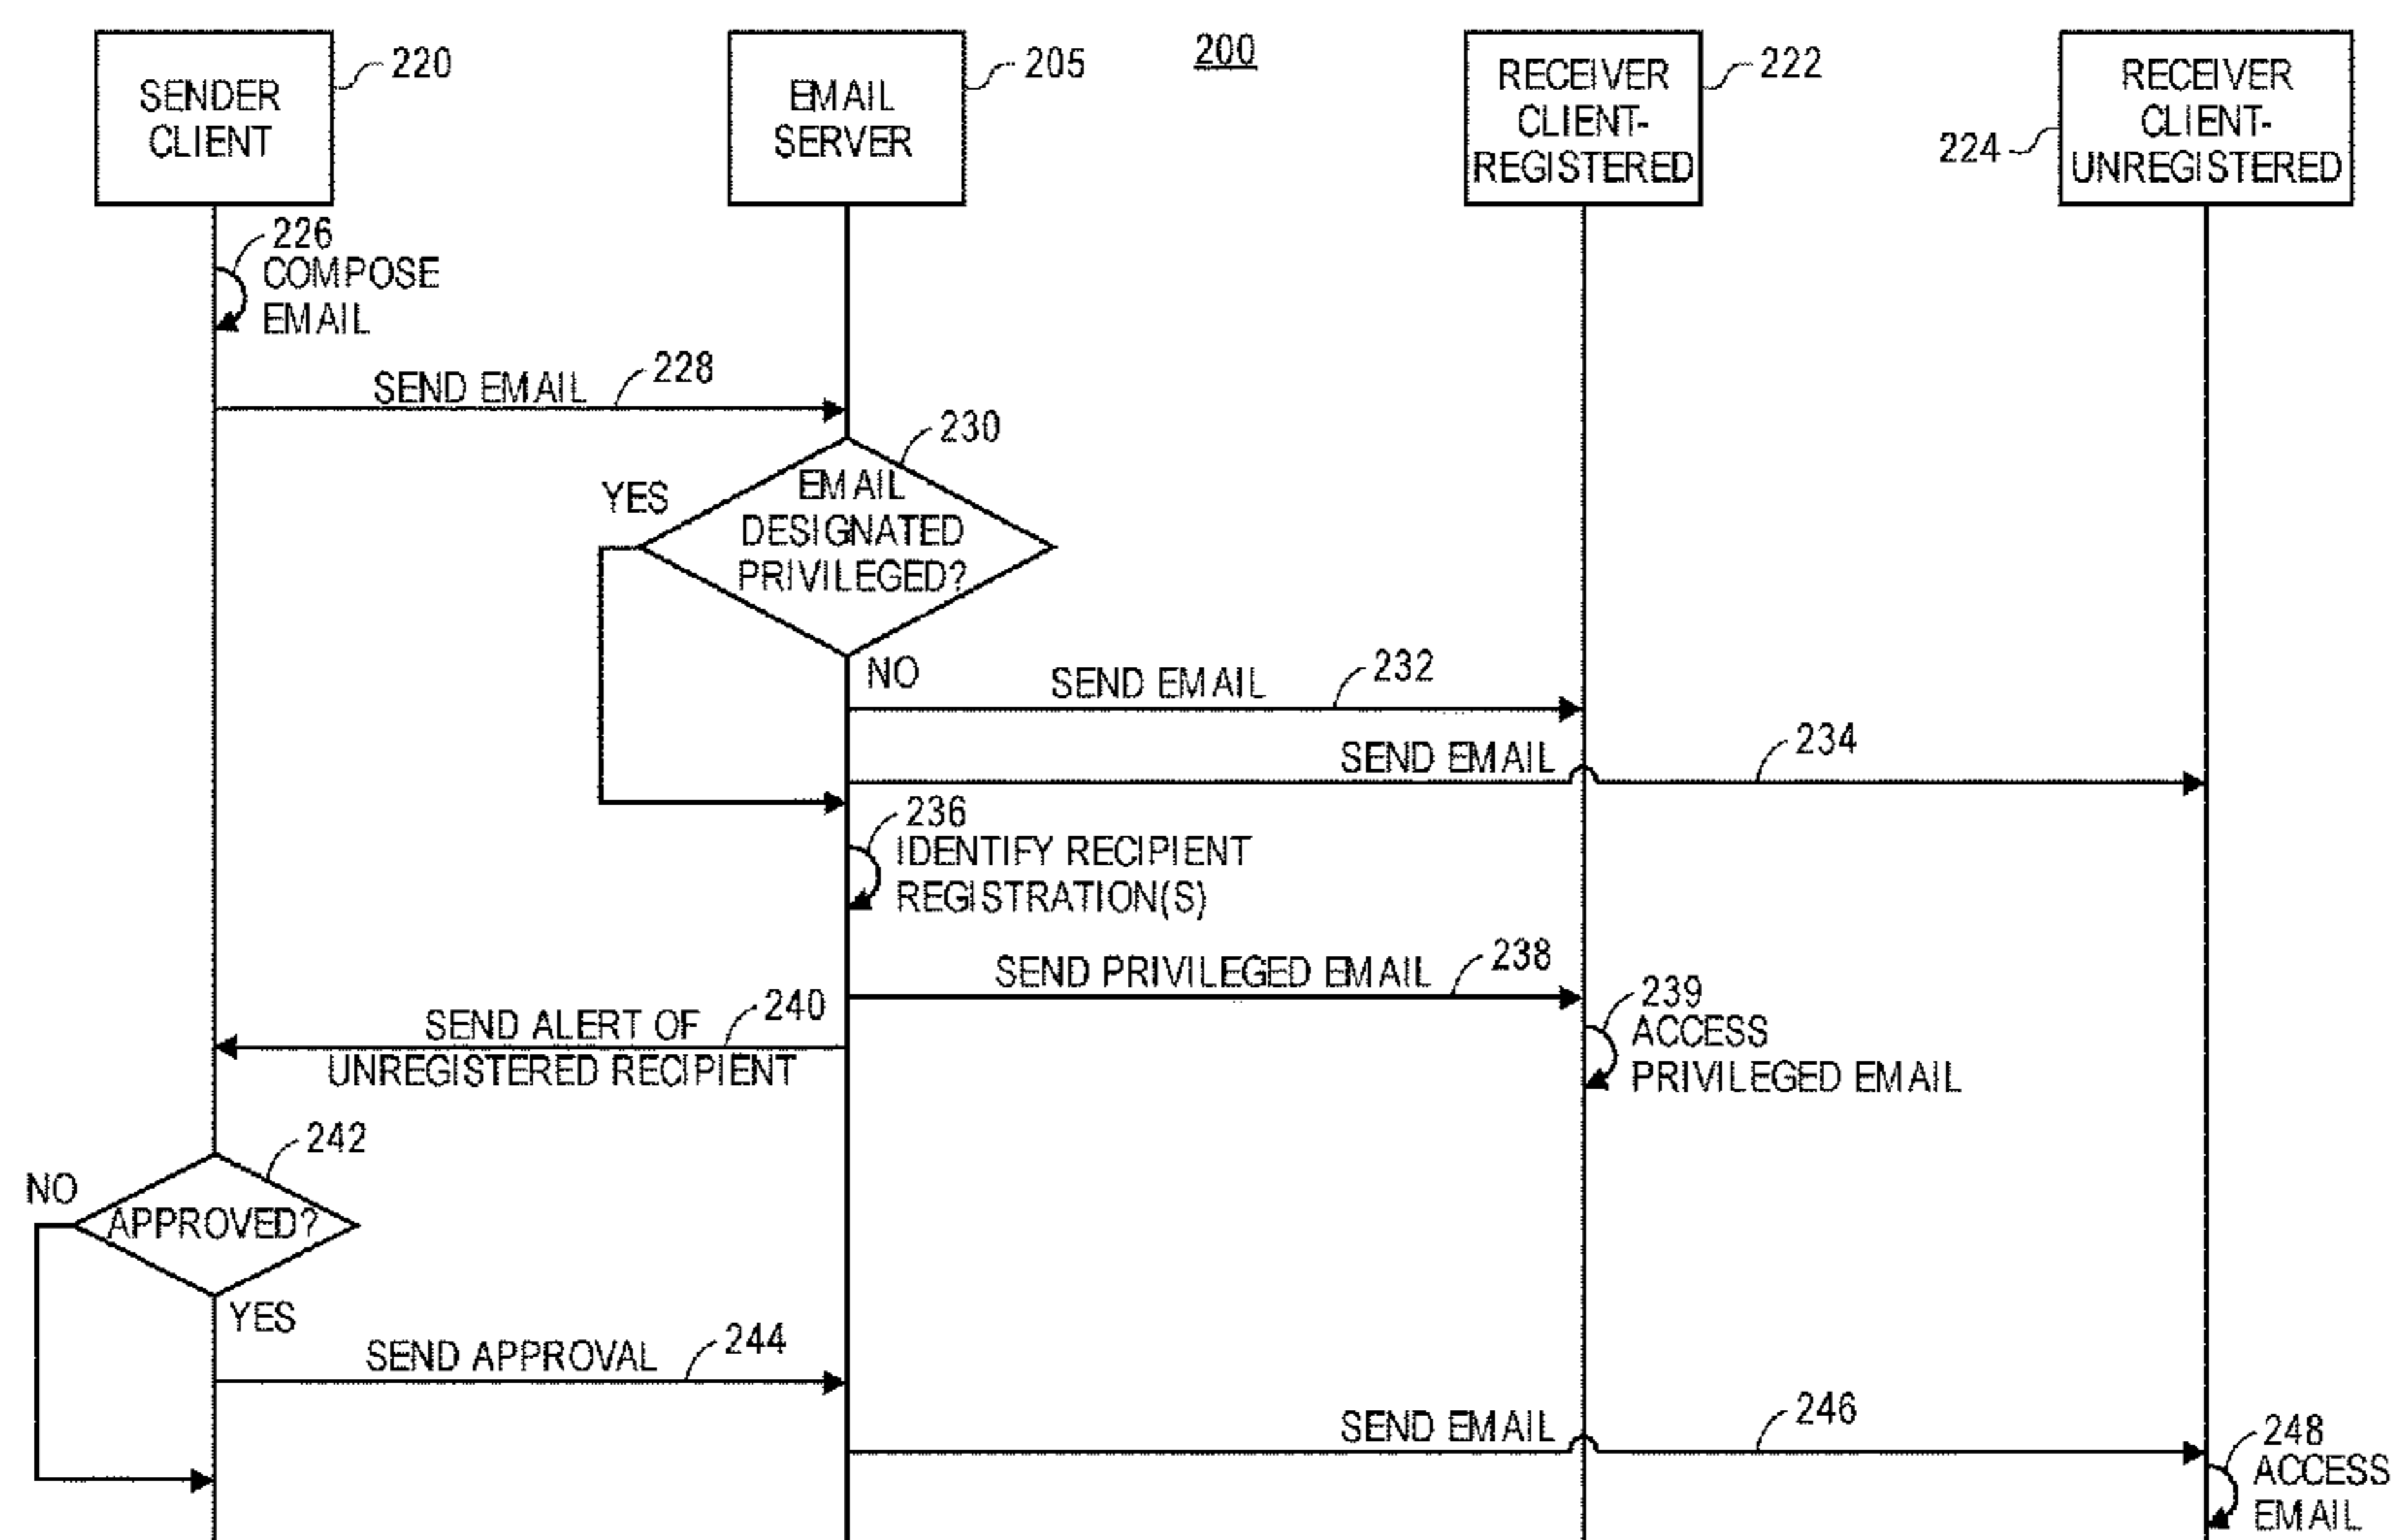 200
SENDER
CLIENT
220
EMAIL
SERVER
205
RECEIVER
CLIENT-
REGISTERED
222
RECEIVER
CLIENT-
UNREGISTERED
224
226
COMPOSE
EMAIL
SEND EMAIL
228
230
EMAIL
DESIGNATED
PRIVILEGED?
YES
NO
SEND EMAIL
232
SEND EMAIL
234
236
IDENTIFY RECIPIENT
REGISTRATION(S)
SEND PRIVILEGED EMAIL
238
239
ACCESS
PRIVILEGED EMAIL
SEND ALERT OF
UNREGISTERED RECIPIENT
240
242
APPROVED?
NO
YES
SEND APPROVAL
244
SEND EMAIL
246
248
ACCESS
EMAIL